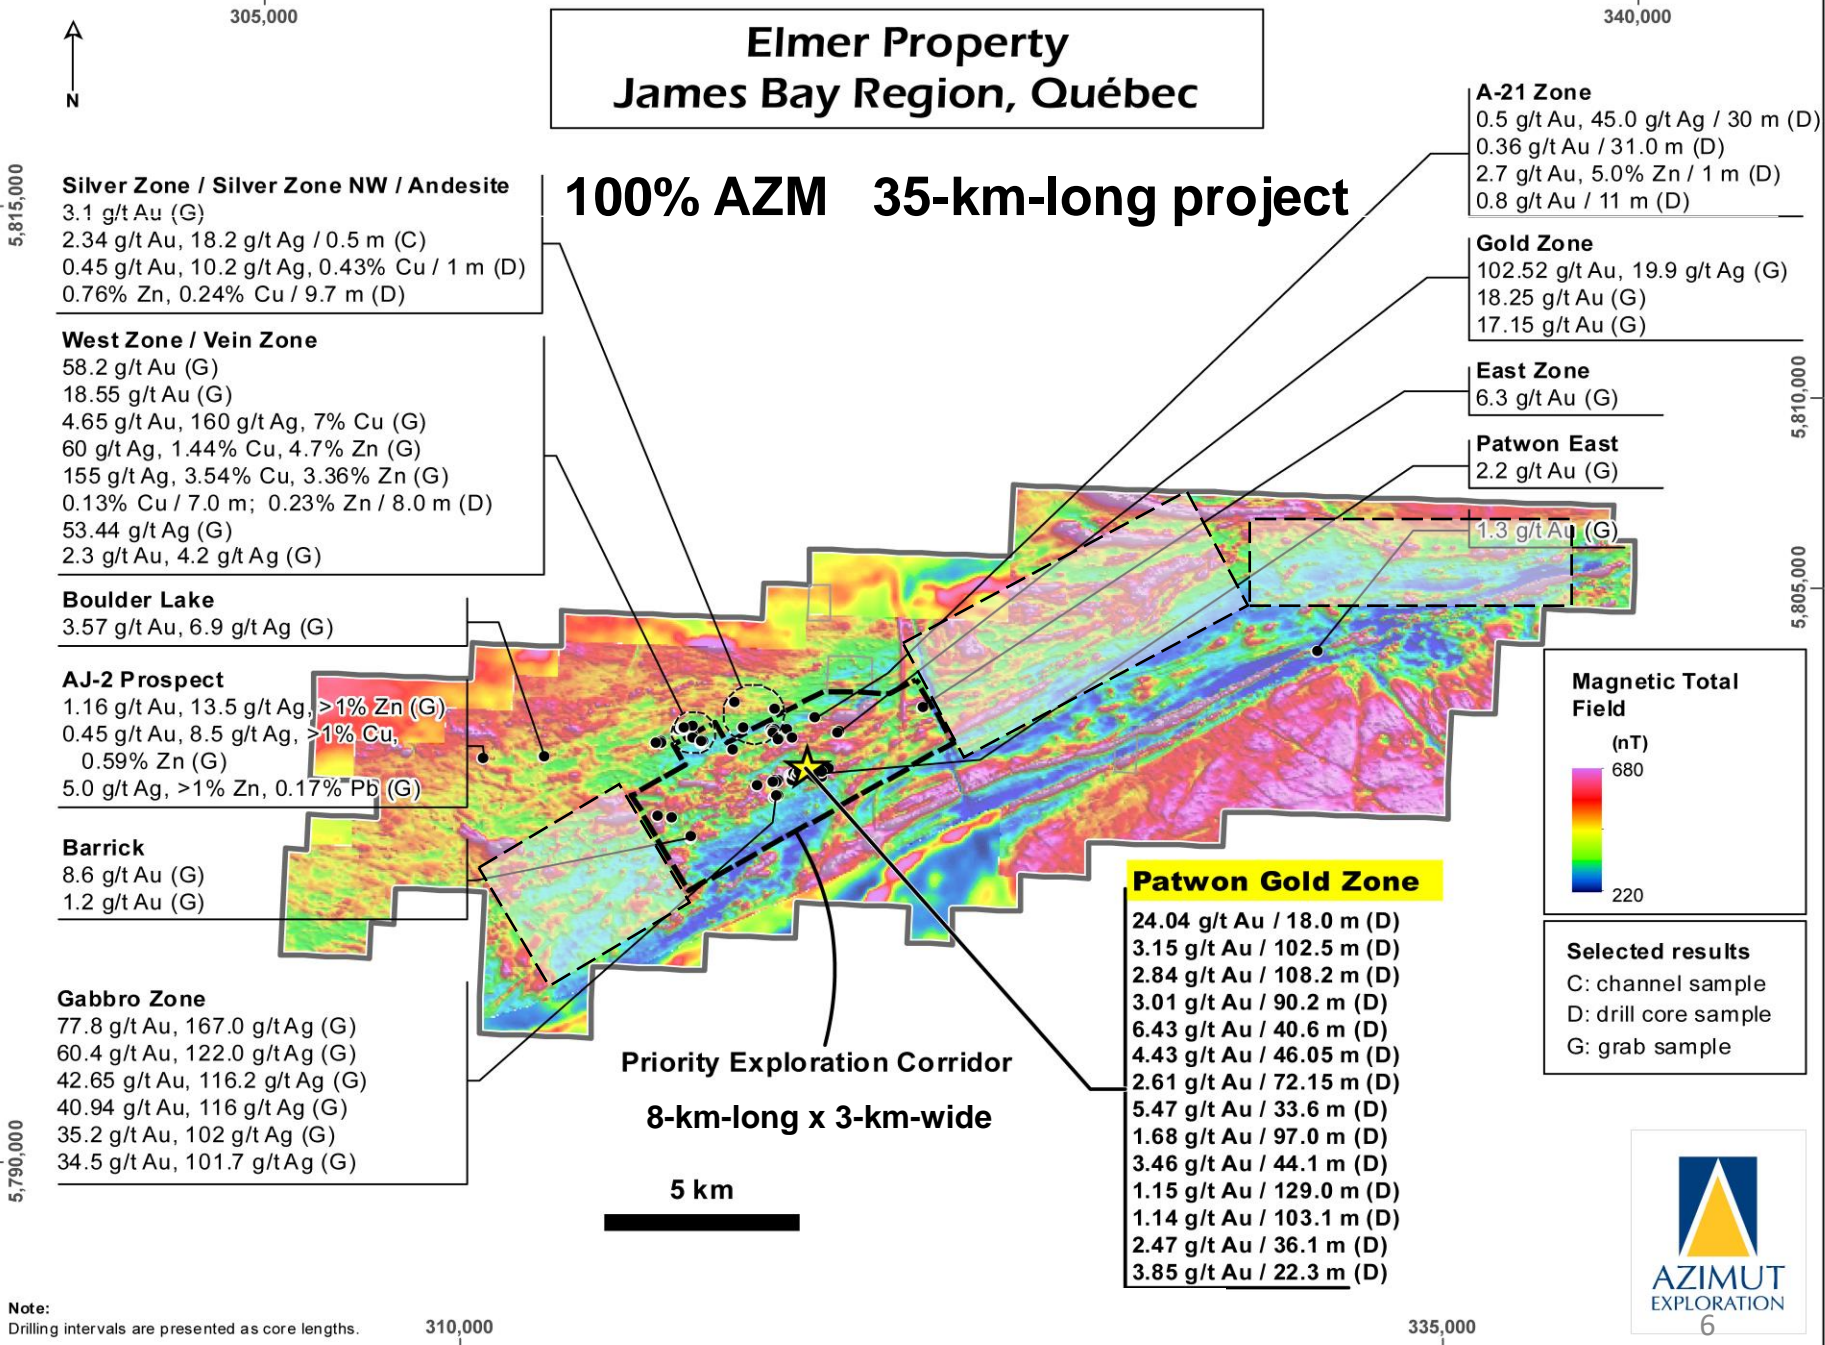 305,000
340,000
N
Elmer Property
James Bay Region, Québec
100% AZM 35-km-long project
5,815,000
5,790,000
5,810,000
5,805,000
Silver Zone / Silver Zone NW / Andesite
3.1 g/t Au (G)
2.34 g/t Au, 18.2 g/t Ag / 0.5 m (C)
0.45 g/t Au, 10.2 g/t Ag, 0.43% Cu / 1 m (D)
0.76% Zn, 0.24% Cu / 9.7 m (D)
West Zone / Vein Zone
58.2 g/t Au (G)
18.55 g/t Au (G)
4.65 g/t Au, 160 g/t Ag, 7% Cu (G)
60 g/t Ag, 1.44% Cu, 4.7% Zn (G)
155 g/t Ag, 3.54% Cu, 3.36% Zn (G)
0.13% Cu / 7.0 m; 0.23% Zn / 8.0 m (D)
53.44 g/t Ag (G)
2.3 g/t Au, 4.2 g/t Ag (G)
Boulder Lake
3.57 g/t Au, 6.9 g/t Ag (G)
AJ-2 Prospect
1.16 g/t Au, 13.5 g/t Ag, >1% Zn (G)
0.45 g/t Au, 8.5 g/t Ag, >1% Cu,
0.59% Zn (G)
5.0 g/t Ag, >1% Zn, 0.17% Pb (G)
Barrick
8.6 g/t Au (G)
1.2 g/t Au (G)
Gabbro Zone
77.8 g/t Au, 167.0 g/t Ag (G)
60.4 g/t Au, 122.0 g/t Ag (G)
42.65 g/t Au, 116.2 g/t Ag (G)
40.94 g/t Au, 116 g/t Ag (G)
35.2 g/t Au, 102 g/t Ag (G)
34.5 g/t Au, 101.7 g/t Ag (G)
A-21 Zone
0.5 g/t Au, 45.0 g/t Ag / 30 m (D)
0.36 g/t Au / 31.0 m (D)
2.7 g/t Au, 5.0% Zn / 1 m (D)
0.8 g/t Au / 11 m (D)
Gold Zone
102.52 g/t Au, 19.9 g/t Ag (G)
18.25 g/t Au (G)
17.15 g/t Au (G)
East Zone
6.3 g/t Au (G)
Patwon East
2.2 g/t Au (G)
1.3 g/t Au (G)
Magnetic Total
Field
(nT)
680
220
Selected results
C: channel sample
D: drill core sample
G: grab sample
Patwon Gold Zone
24.04 g/t Au / 18.0 m (D)
3.15 g/t Au / 102.5 m (D)
2.84 g/t Au / 108.2 m (D)
3.01 g/t Au / 90.2 m (D)
6.43 g/t Au / 40.6 m (D)
4.43 g/t Au / 46.05 m (D)
2.61 g/t Au / 72.15 m (D)
5.47 g/t Au / 33.6 m (D)
1.68 g/t Au / 97.0 m (D)
3.46 g/t Au / 44.1 m (D)
1.15 g/t Au / 129.0 m (D)
1.14 g/t Au / 103.1 m (D)
2.47 g/t Au / 36.1 m (D)
3.85 g/t Au / 22.3 m (D)
Priority Exploration Corridor
8-km-long x 3-km-wide
5 km
AZIMUT
EXPLORATION
6
Note:
Drilling intervals are presented as core lengths.
310,000
335,000